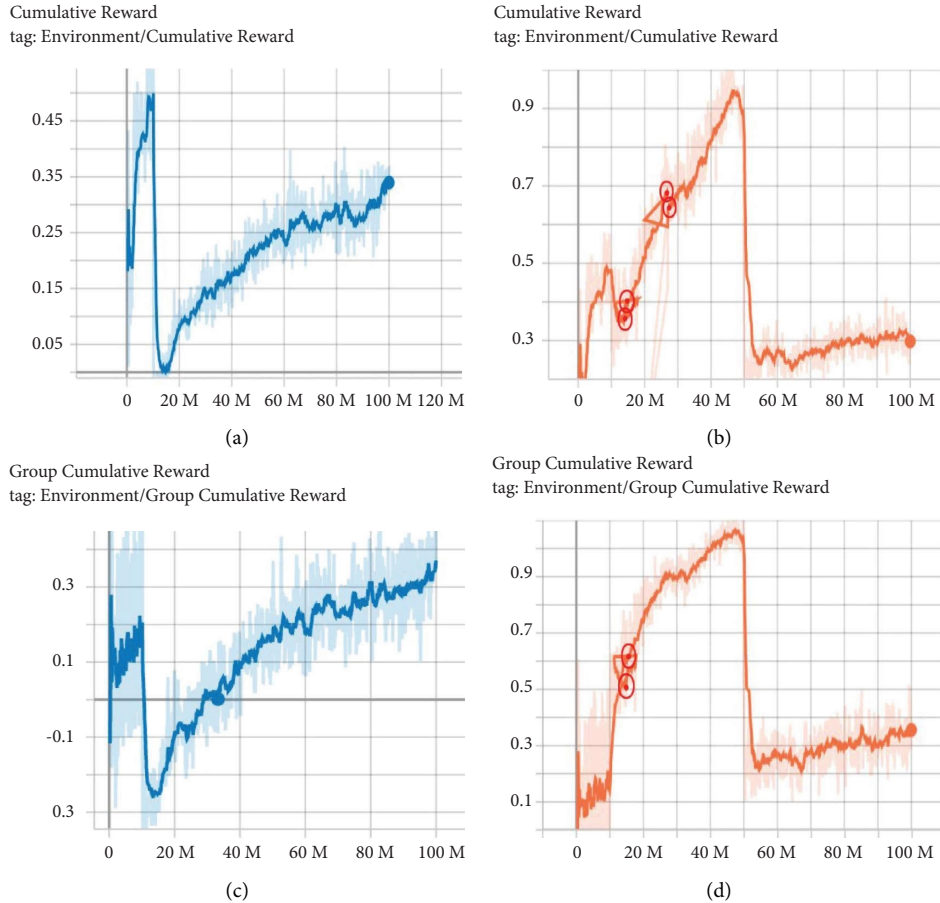 Cumulative Reward
tag: Environment/Cumulative Reward
0.45
0.35
0.25
0.15
0.05
0 20 M 40 M 60 M 80 M 100 M 120 M
(a)
Cumulative Reward
tag: Environment/Cumulative Reward
0.9
0.7
0.5
0.3
0 20 M 40 M 60 M 80 M 100 M
(b)
Group Cumulative Reward
tag: Environment/Group Cumulative Reward
0.3
0.1
-0.1
0.3
0 20 M 40 M 60 M 80 M 100 M
(c)
Group Cumulative Reward
tag: Environment/Group Cumulative Reward
0.9
0.7
0.5
0.3
0.1
0 20 M 40 M 60 M 80 M 100 M
(d)